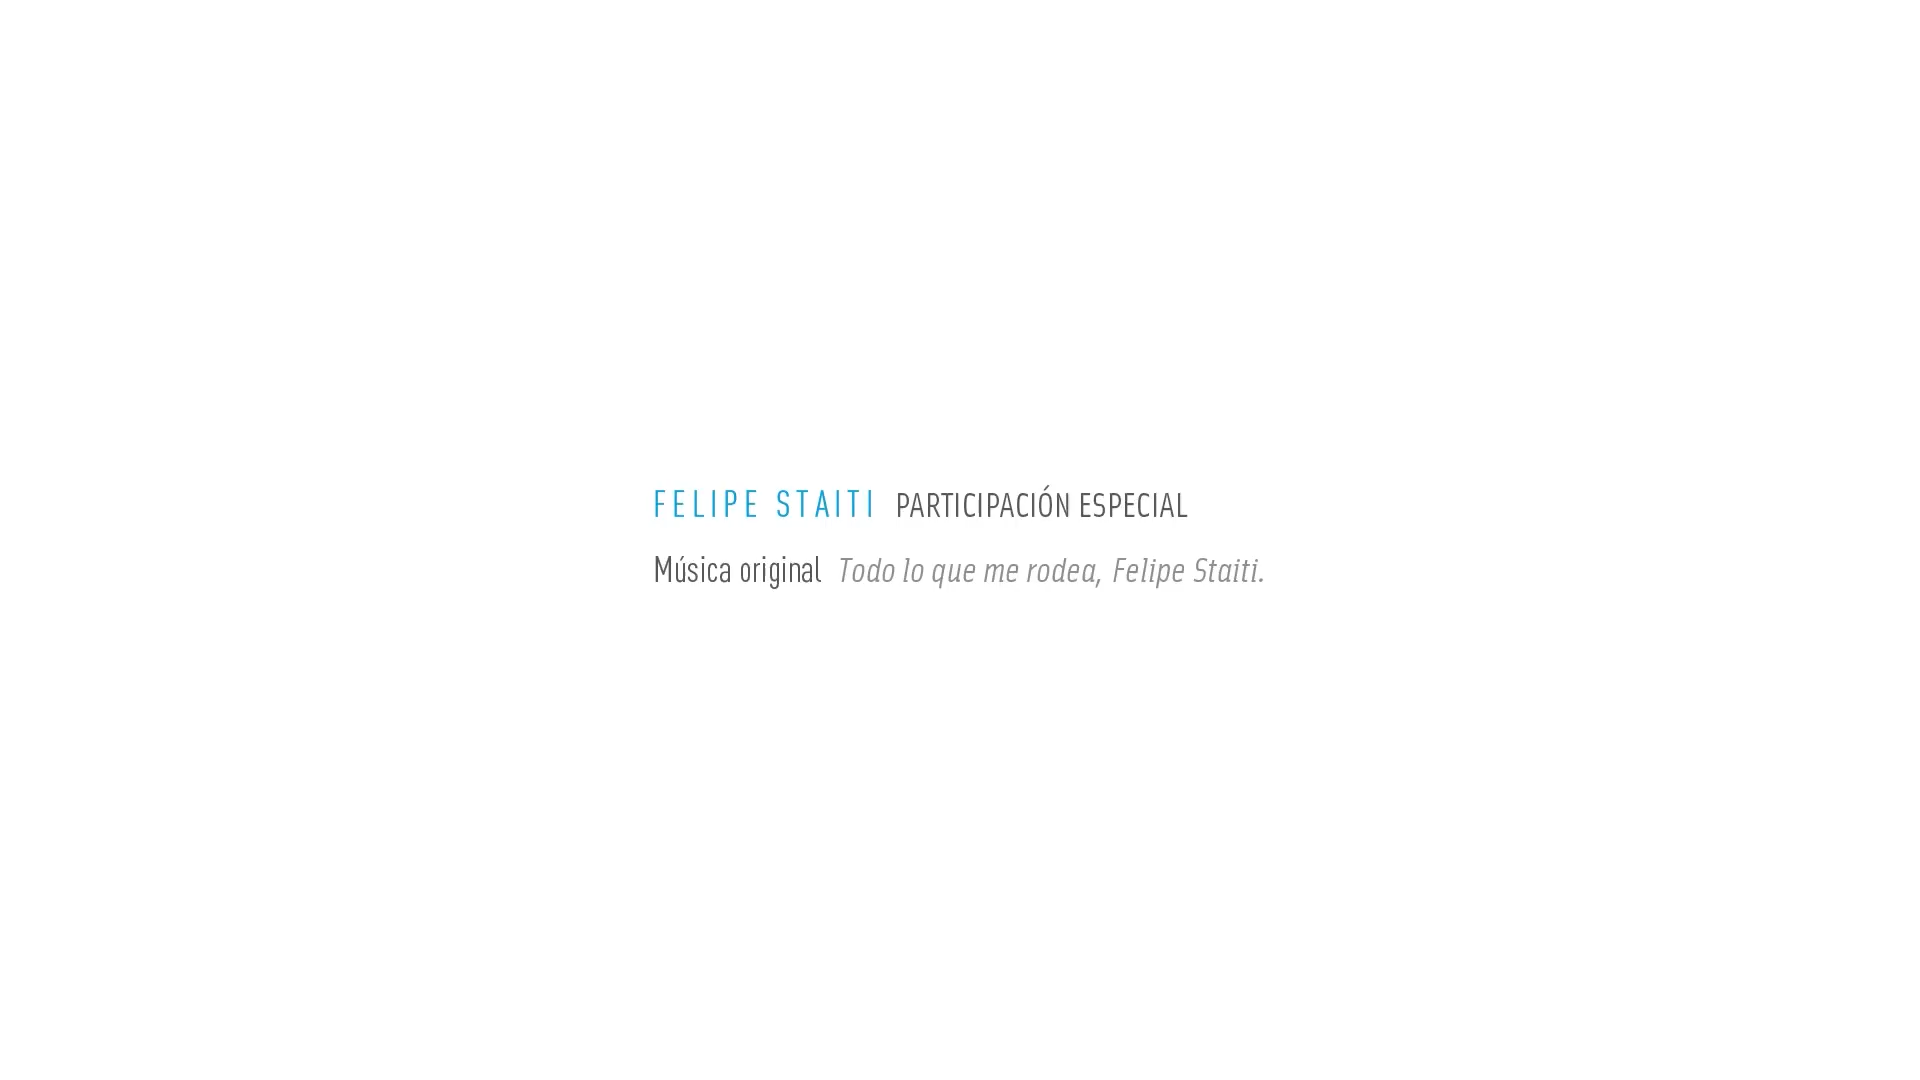 FELIPE STAITI PARTICIPACIÓN ESPECIAL
Música original Todo lo que me rodea, Felipe Staiti.